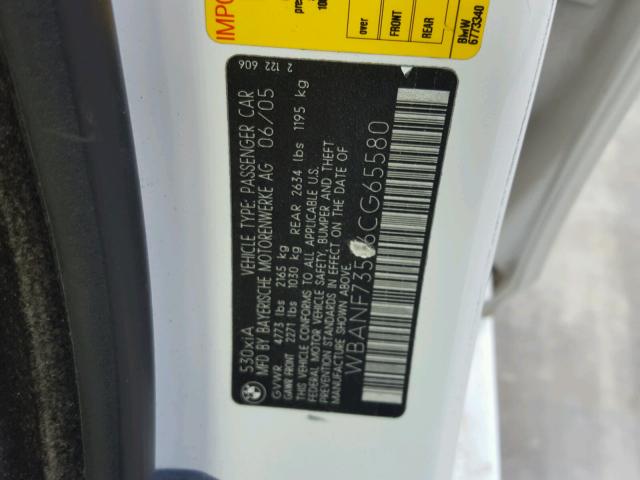 IMPO
over
FRONT
REAR
BMW
6773340
2 122 606
530xiA VEHICLE TYPE: PASSENGER CAR
MFD BY BAYERISCHE MOTORENWERKE AG 06/05
GVWR 4773 lbs 2165 kg
GAWR FRONT 2271 lbs 1030 kg REAR 2634 lbs 1195 kg
THIS VEHICLE CONFORMS TO ALL APPLICABLE U.S.
FEDERAL MOTOR VEHICLE SAFETY, BUMPER AND THEFT
PREVENTION STANDARDS IN EFFECT ON THE DATE OF
MANUFACTURE SHOWN ABOVE.